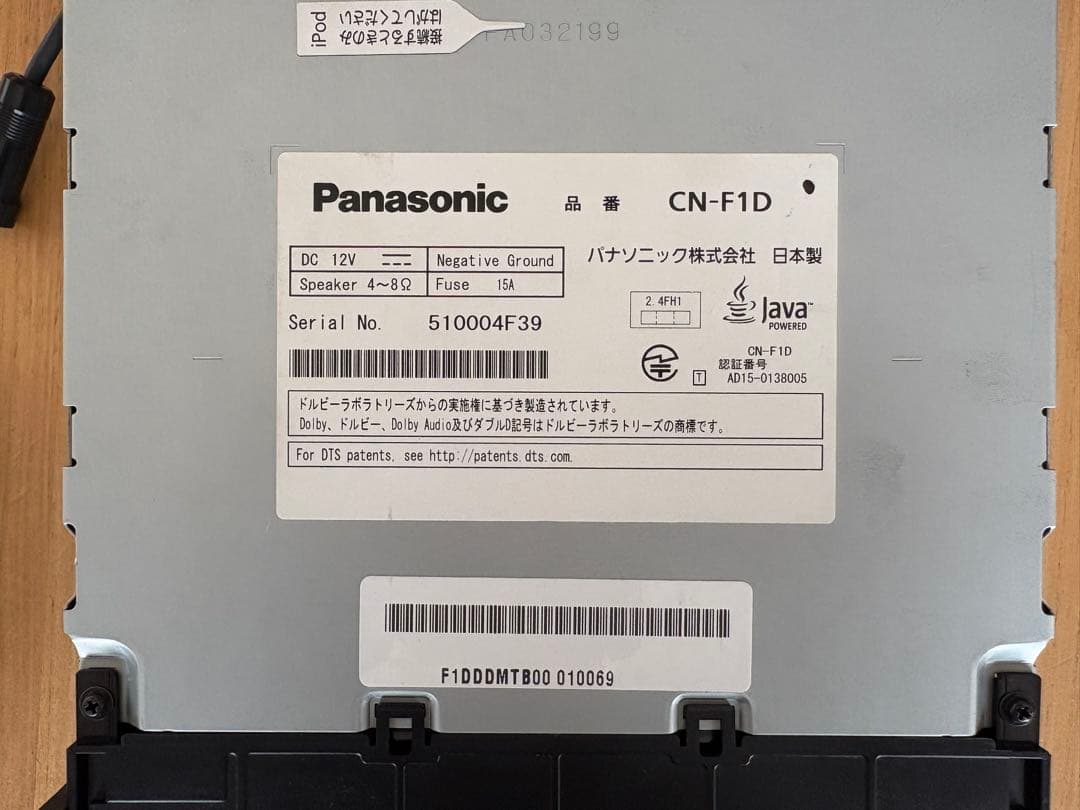 iPod
接続するときのみ
はがしてください
PA032199
Panasonic 品番 CN-F1D
DC 12V Negative Ground
Speaker 4〜8Ω Fuse 15A
パナソニック株式会社 日本製
2.4FH1
Java™
POWERED
Serial No. 510004F39
CN-F1D
認証番号
T AD15-0138005
ドルビーラボラトリーズからの実施権に基づき製造されています。
Dolby、ドルビー、Dolby Audio及びダブルD記号はドルビーラボラトリーズの商標です。
For DTS patents, see http://patents.dts.com.
F1DDDMTB00 010069